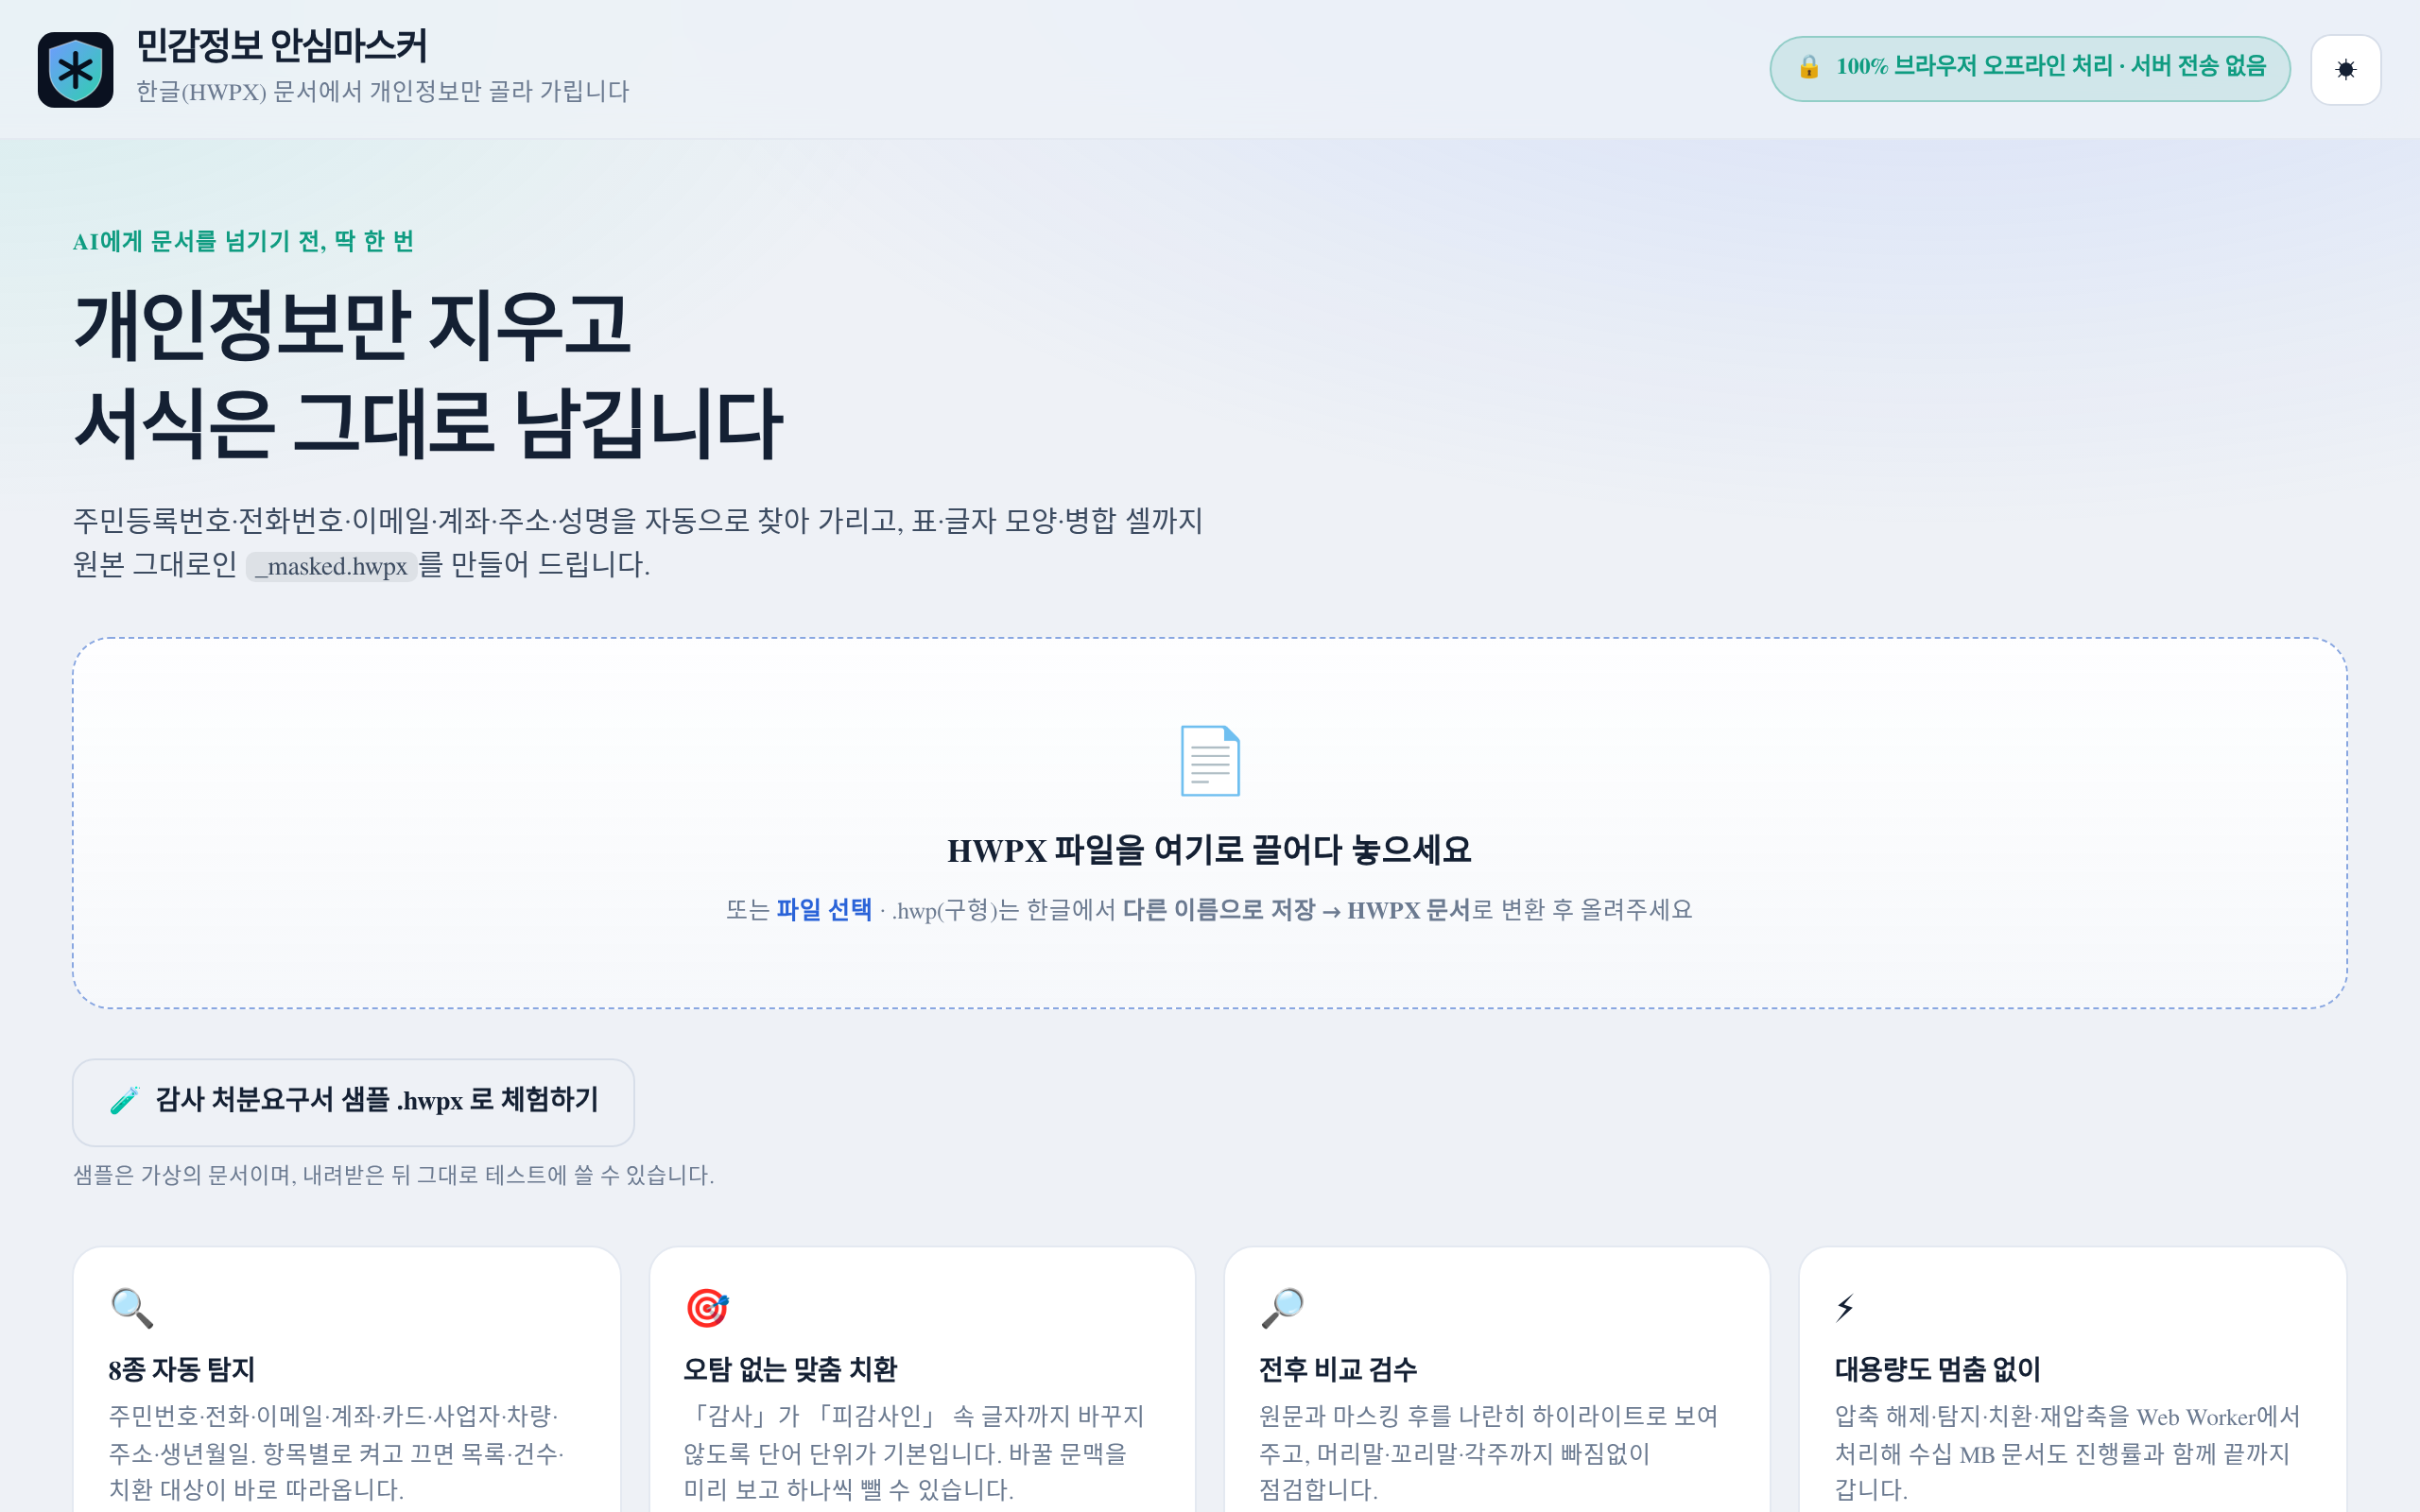 민감정보 안심마스커
한글(HWPX) 문서에서 개인정보만 골라 가립니다
100% 브라우저 오프라인 처리 · 서버 전송 없음
AI에게 문서를 넘기기 전, 딱 한 번
개인정보만 지우고
서식은 그대로 남깁니다
주민등록번호·전화번호·이메일·계좌·주소·성명을 자동으로 찾아 가리고, 표·글자 모양·병합 셀까지
원본 그대로인 _masked.hwpx를 만들어 드립니다.
HWPX 파일을 여기로 끌어다 놓으세요
또는 파일 선택 · .hwp(구형)는 한글에서 다른 이름으로 저장 → HWPX 문서로 변환 후 올려주세요
감사 처분요구서 샘플 .hwpx 로 체험하기
샘플은 가상의 문서이며, 내려받은 뒤 그대로 테스트에 쓸 수 있습니다.
8종 자동 탐지
주민번호·전화·이메일·계좌·카드·사업자·차량·
주소·생년월일. 항목별로 켜고 끄면 목록·건수·
치환 대상이 바로 따라옵니다.
오탐 없는 맞춤 치환
「감사」가 「피감사인」 속 글자까지 바꾸지
않도록 단어 단위가 기본입니다. 바꿀 문맥을
미리 보고 하나씩 뺄 수 있습니다.
전후 비교 검수
원문과 마스킹 후를 나란히 하이라이트로 보여
주고, 머리말·꼬리말·각주까지 빠짐없이
점검합니다.
대용량도 멈춤 없이
압축 해제·탐지·치환·재압축을 Web Worker에서
처리해 수십 MB 문서도 진행률과 함께 끝까지
갑니다.